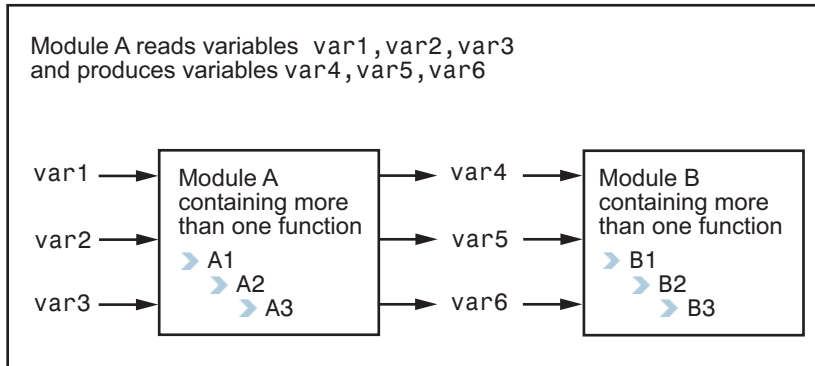 Module A reads variables var1,var2,var3
and produces variables var4,var5,var6
var1
var2
var3
Module A
containing more
than one function
A1
A2
A3
var4
var5
var6
Module B
containing more
than one function
B1
B2
B3